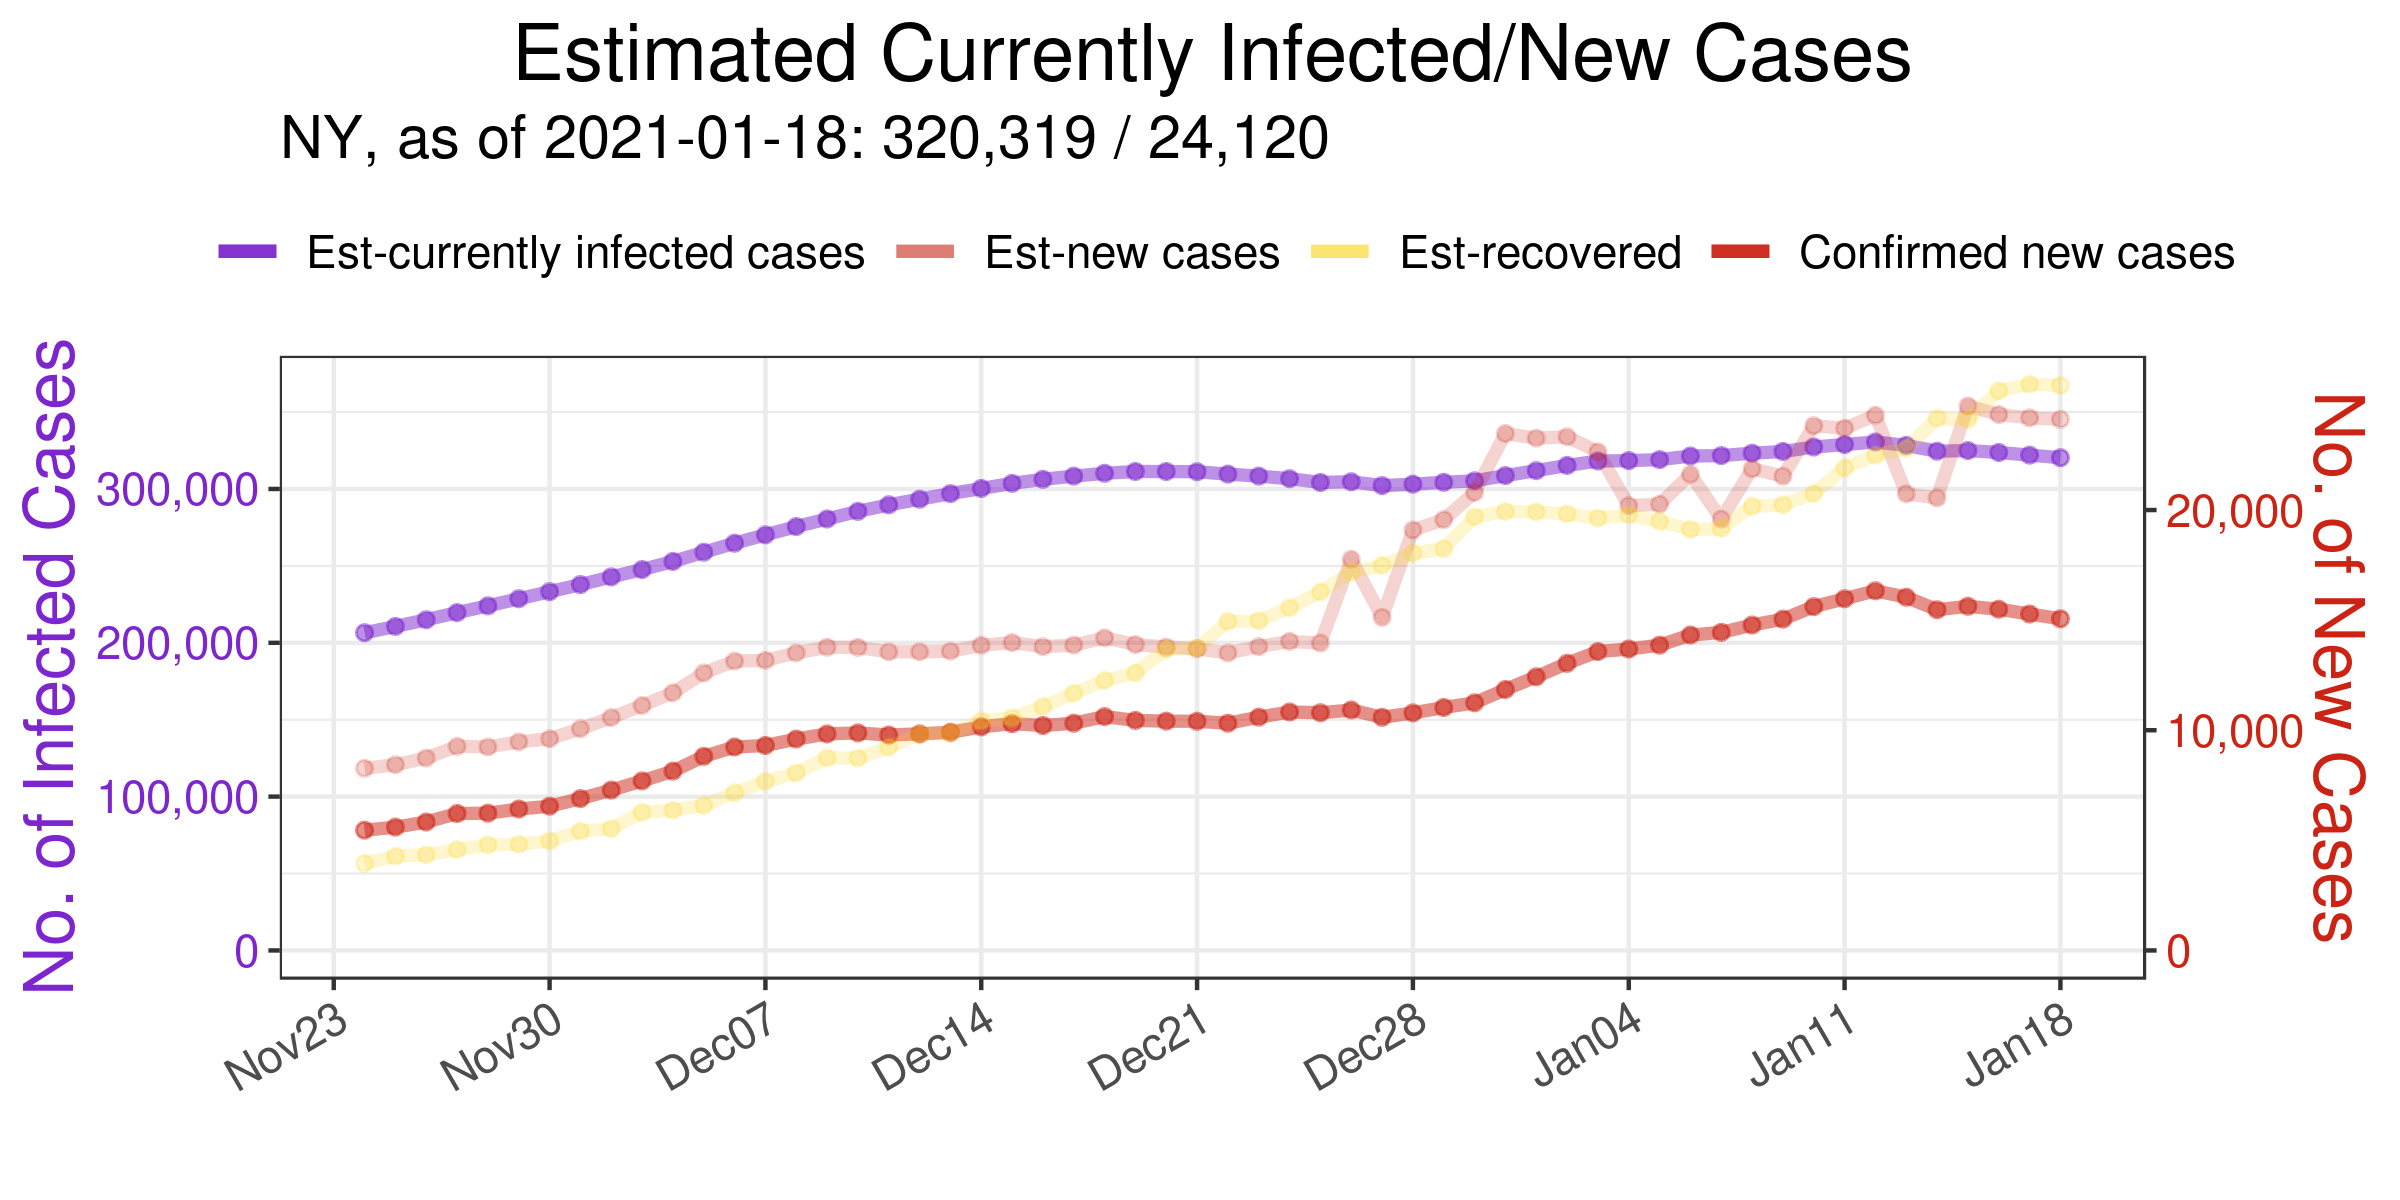 Estimated Currently Infected/New Cases
NY, as of 2021-01-18: 320,319 / 24,120
Est-currently infected cases Est-new cases Est-recovered Confirmed new cases
No. of Infected Cases
300,000
200,000
100,000
0
20,000
10,000
0
No. of New Cases
Nov23 Nov30 Dec07 Dec14 Dec21 Dec28 Jan04 Jan11 Jan18